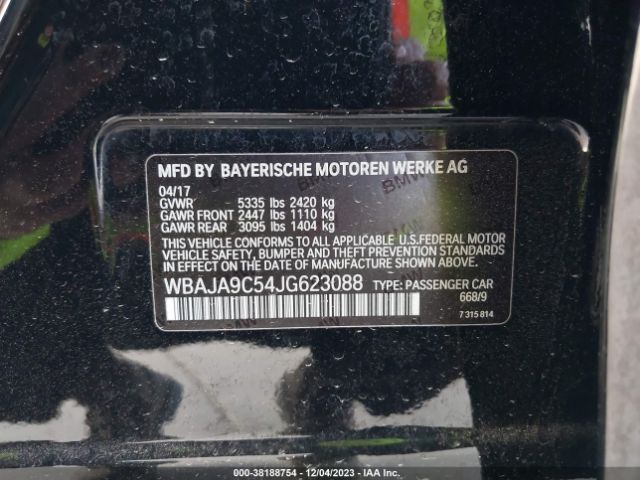 MFD BY BAYERISCHE MOTOREN WERKE AG
04/17
GVWR 5335 lbs 2420 kg
GAWR FRONT 2447 lbs 1110 kg
GAWR REAR 3095 lbs 1404 kg
THIS VEHICLE CONFORMS TO ALL APPLICABLE U.S.FEDERAL MOTOR
VEHICLE SAFETY, BUMPER AND THEFT PREVENTION
STANDARDS IN EFFECT ON THE DATE OF MANUFACTURE SHOWN ABOVE.
WBAJA9C54JG623088 TYPE: PASSENGER CAR
668/9
7 315 814
000-38188754 - 12/04/2023 - IAA Inc.